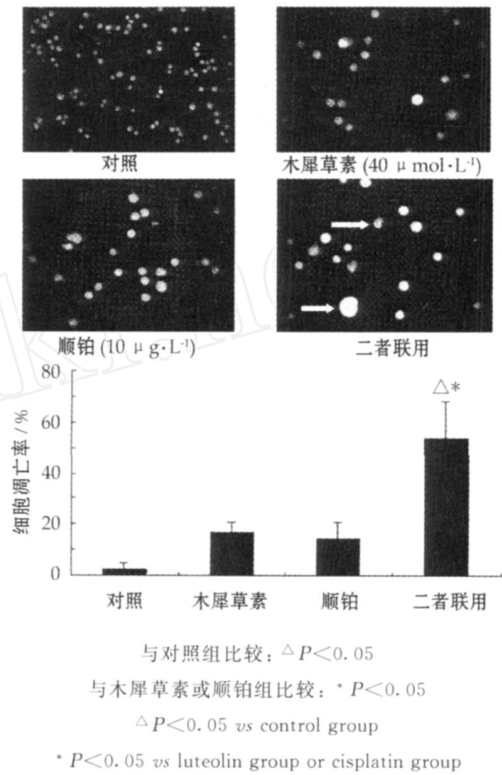 对照
木犀草素 (40 μmol·L⁻¹)
顺铂 (10 μg·L⁻¹)
二者联用
80
60
40
20
0
细胞凋亡率/%
△*
对照
木犀草素
顺铂
二者联用
与对照组比较：△P<0.05
与木犀草素或顺铂组比较：* P<0.05
△P<0.05 vs control group
* P<0.05 vs luteolin group or cisplatin group